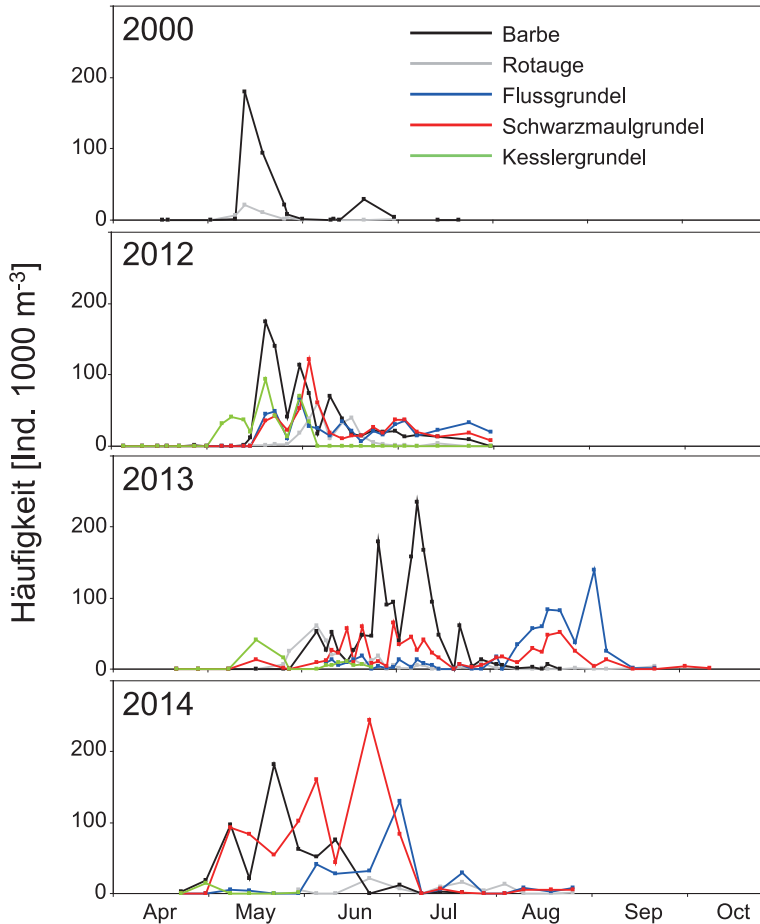 2000
Barbe
Rotauge
Flussgrundel
Schwarzmaulgrundel
Kesslergrundel
200
100
0
Häufigkeit [Ind. 1000 m⁻³]
2012
200
100
0
2013
200
100
0
2014
200
100
0
Apr May Jun Jul Aug Sep Oct